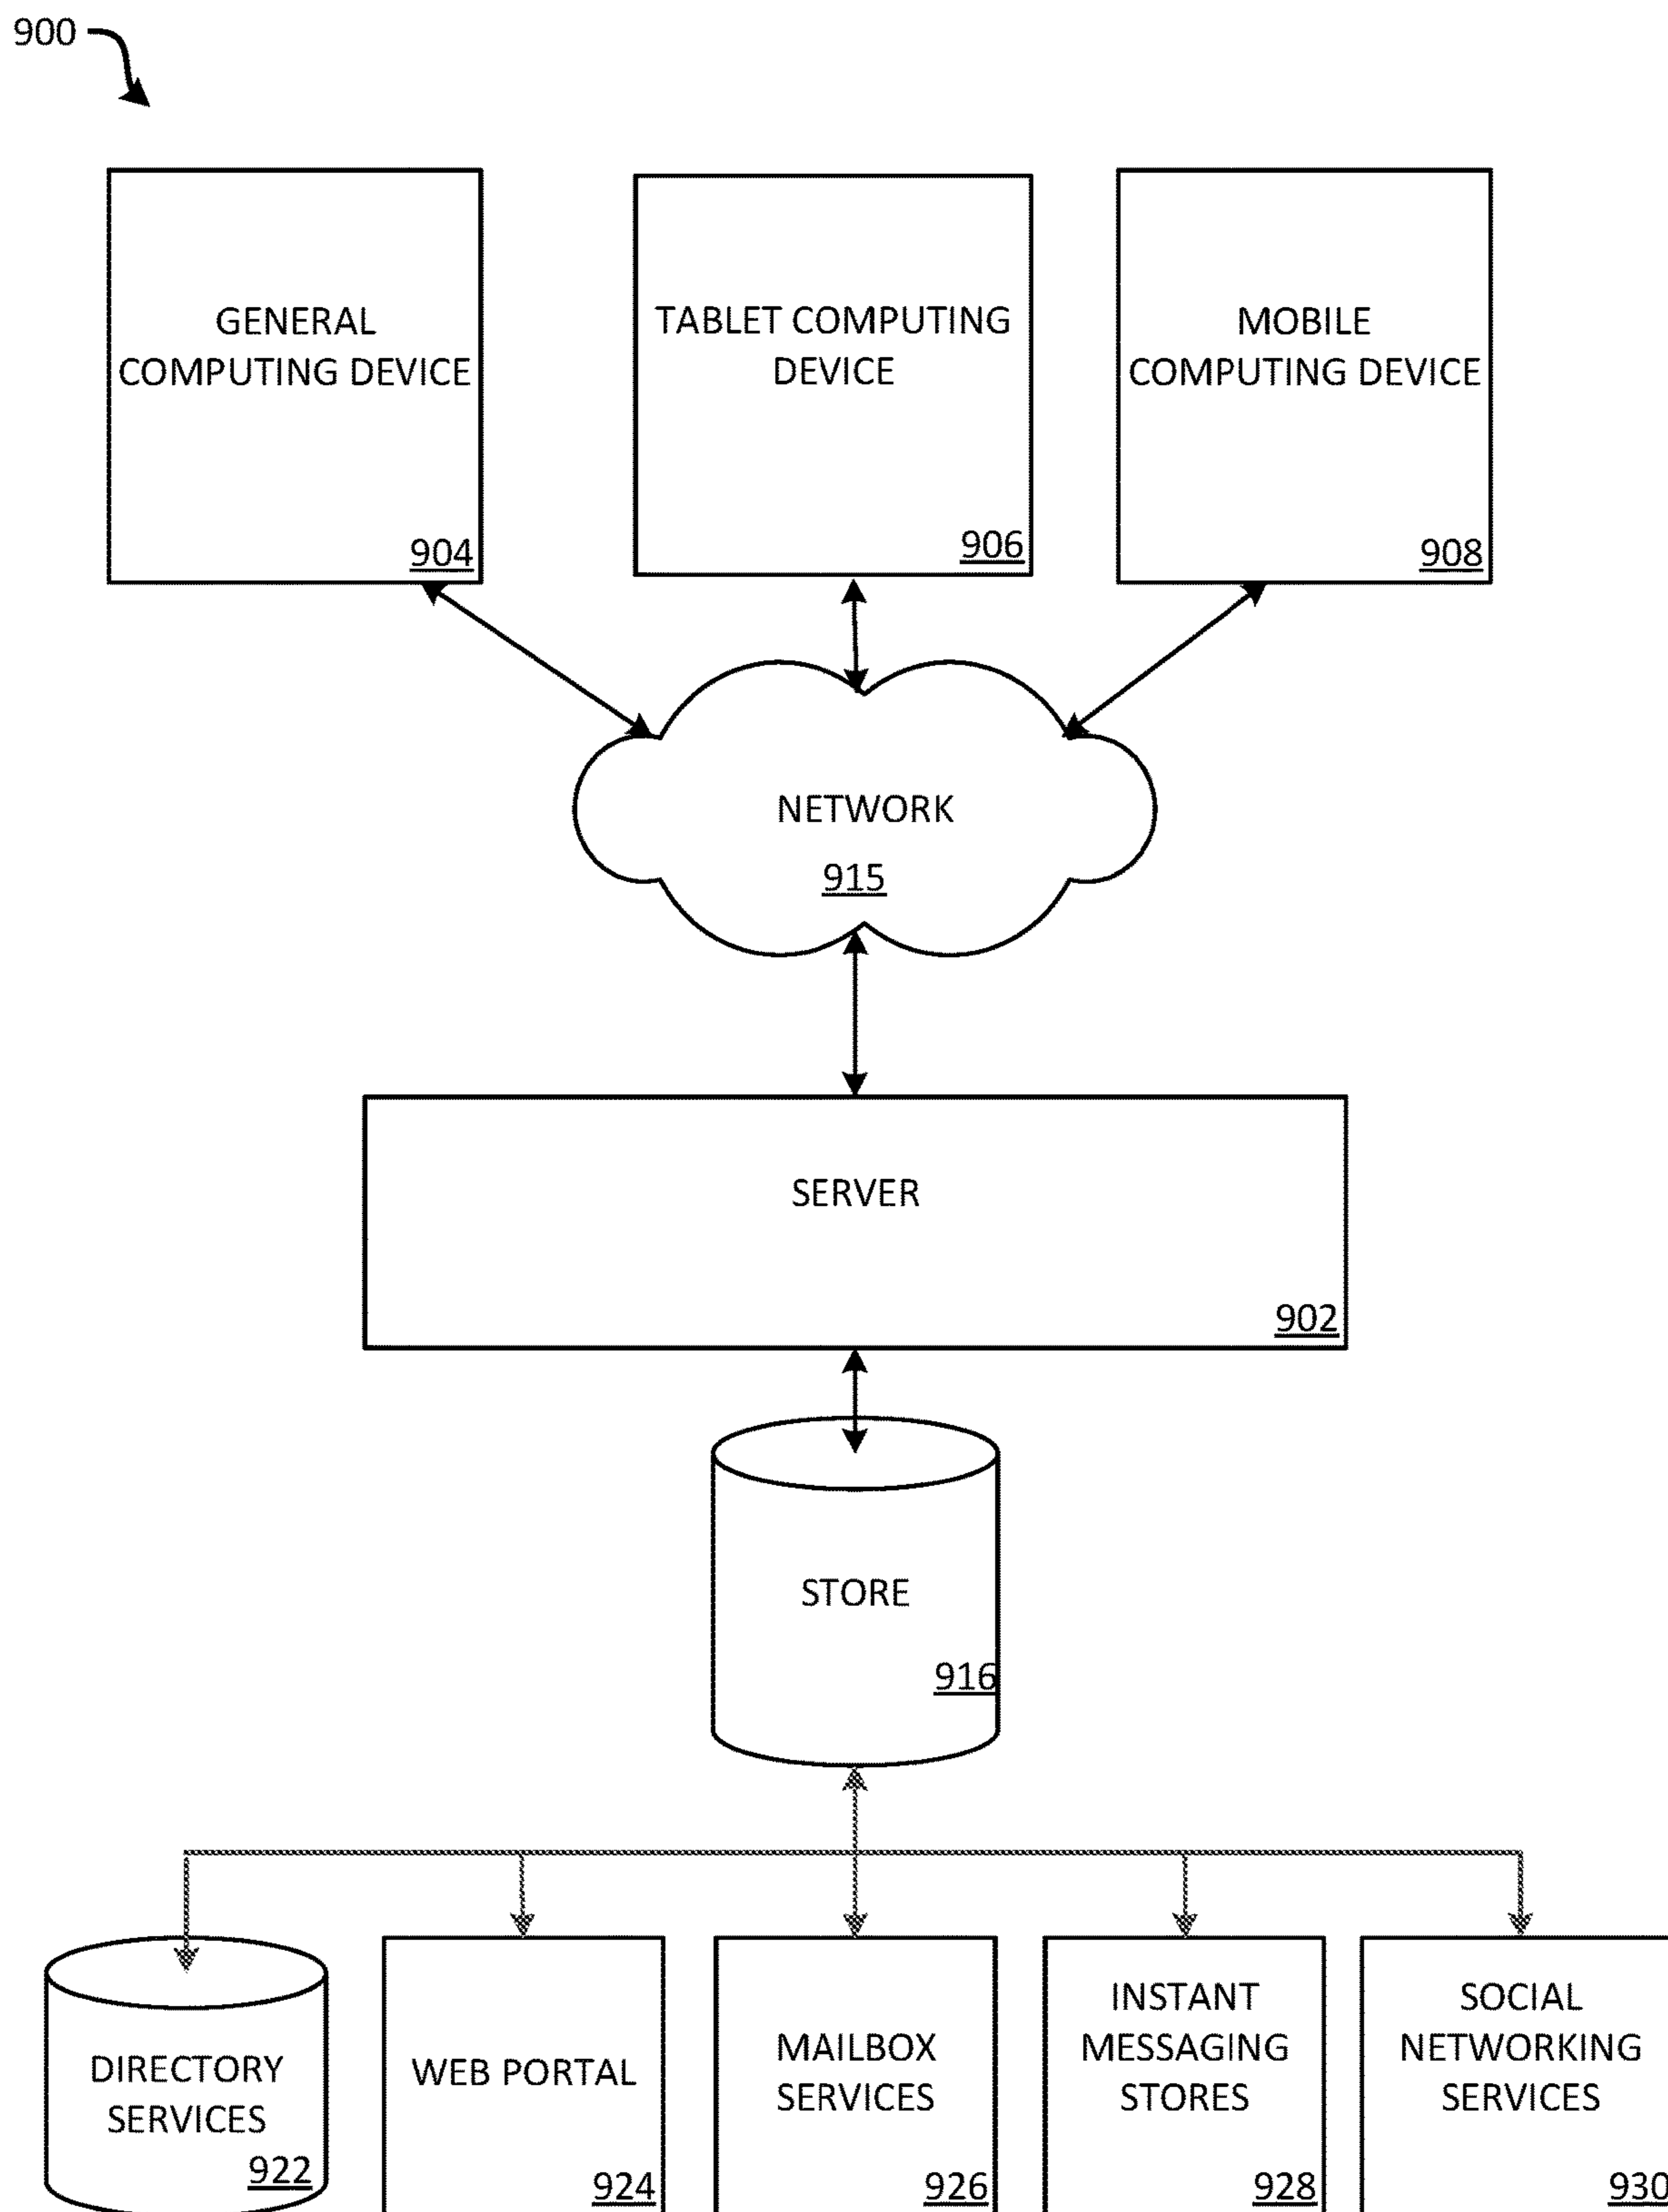 900
GENERAL
COMPUTING DEVICE
904
TABLET COMPUTING
DEVICE
906
MOBILE
COMPUTING DEVICE
908
NETWORK
915
SERVER
902
STORE
916
DIRECTORY
SERVICES
922
WEB PORTAL
924
MAILBOX
SERVICES
926
INSTANT
MESSAGING
STORES
928
SOCIAL
NETWORKING
SERVICES
930